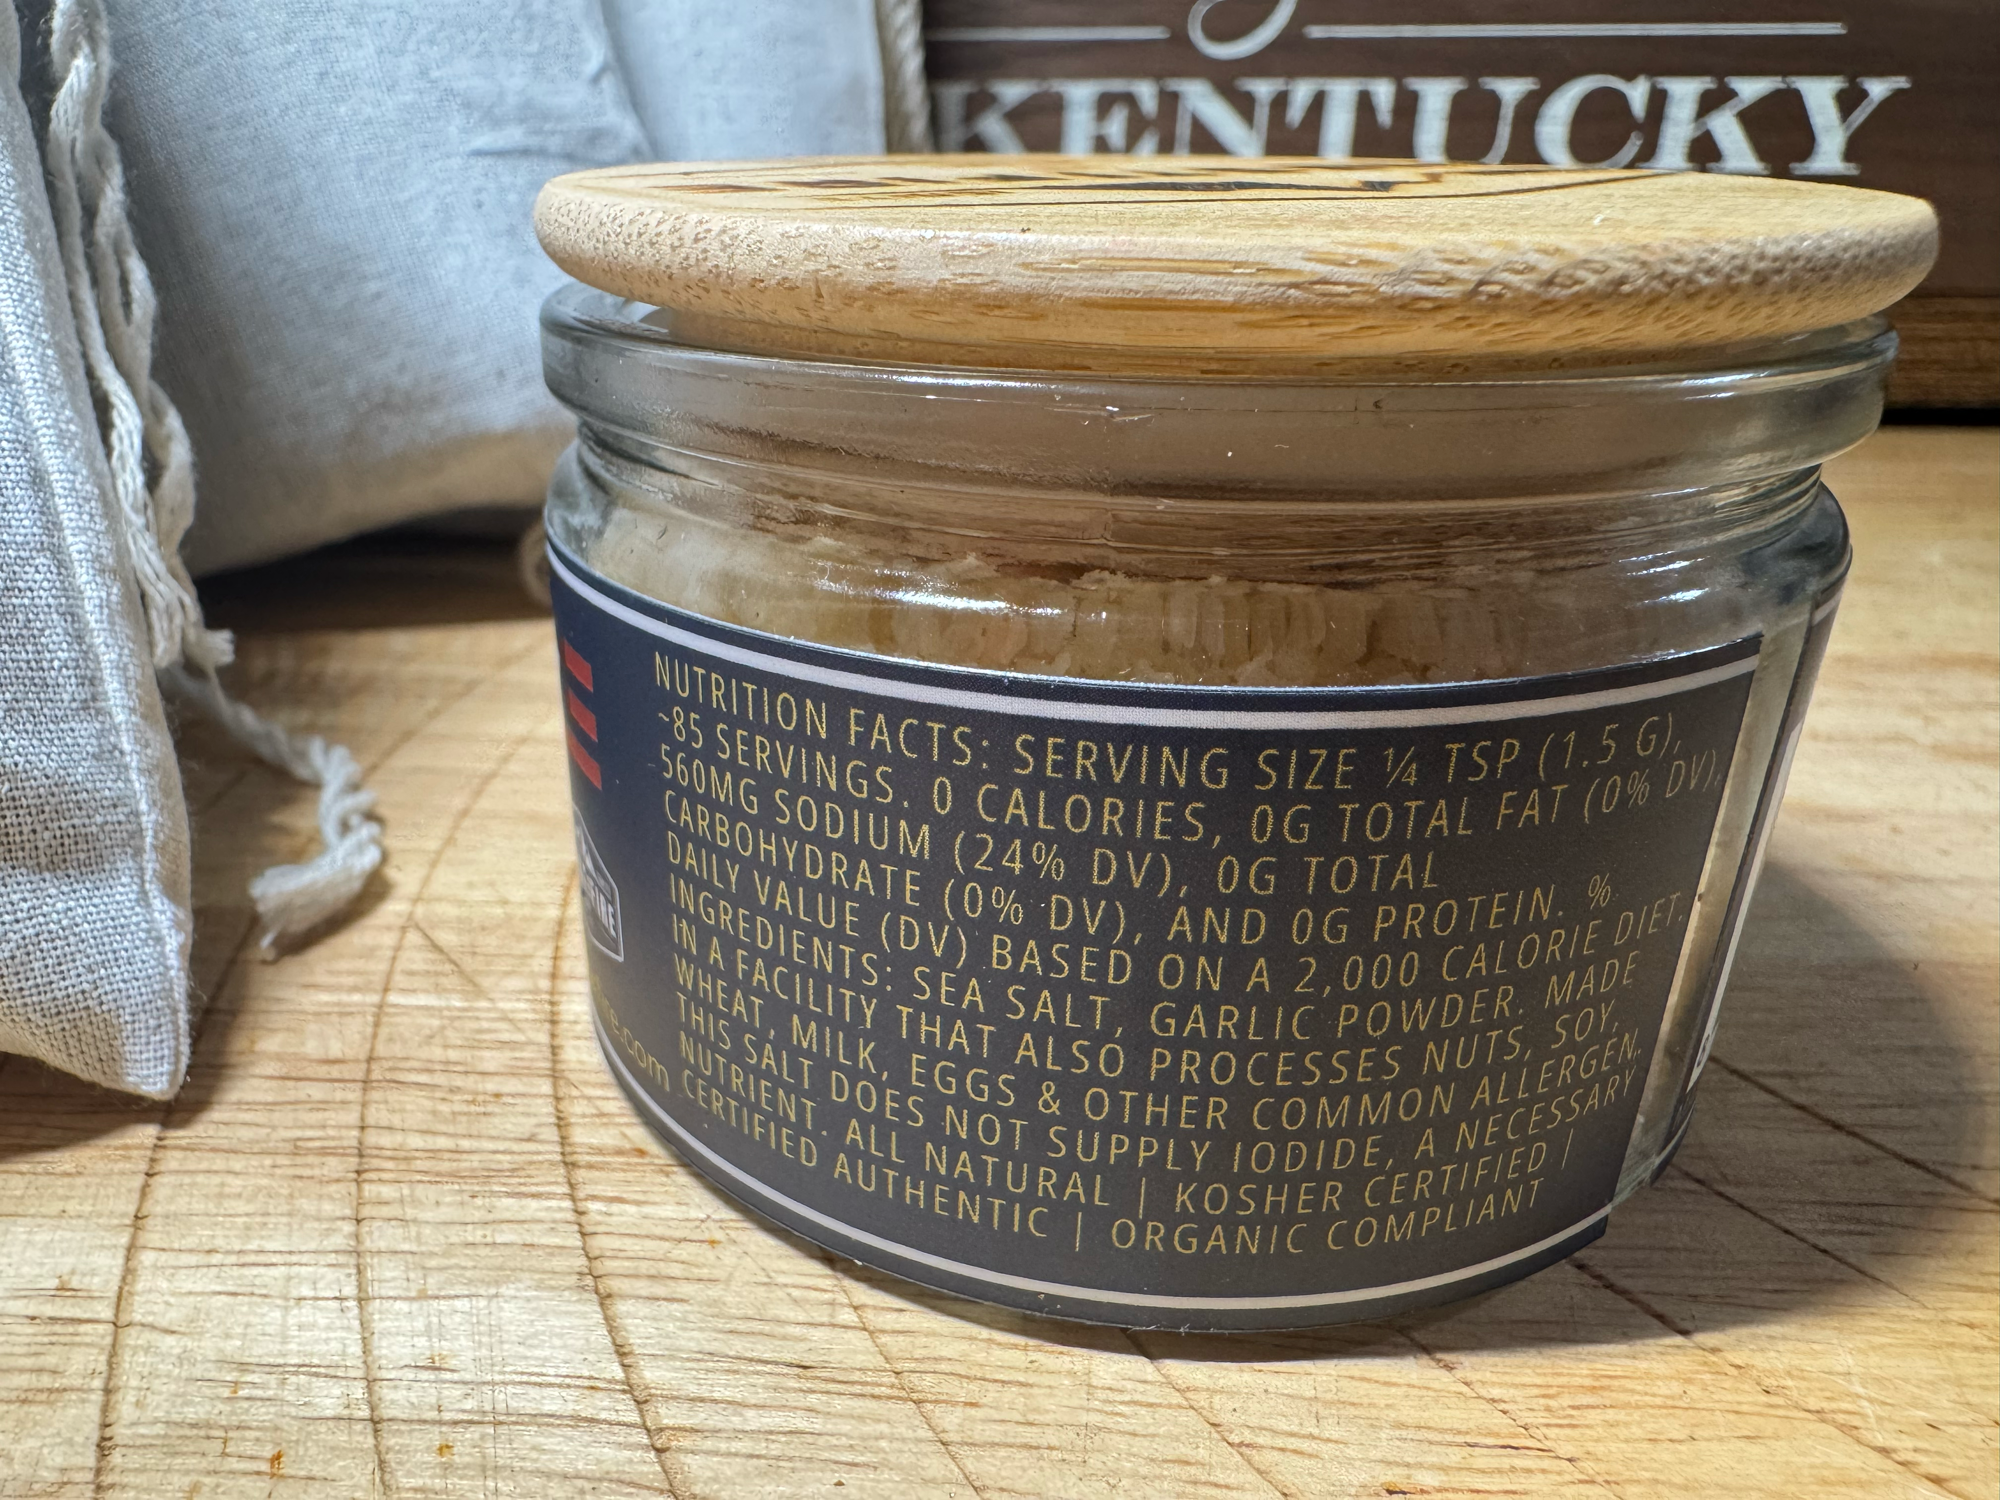 KENTUCKY
NUTRITION FACTS: SERVING SIZE ¼ TSP (1.5 G),
~85 SERVINGS. 0 CALORIES, 0G TOTAL FAT (0% DV),
560MG SODIUM (24% DV), 0G TOTAL
CARBOHYDRATE (0% DV), AND 0G PROTEIN. %
DAILY VALUE (DV) BASED ON A 2,000 CALORIE DIET.
INGREDIENTS: SEA SALT, GARLIC POWDER. MADE
IN A FACILITY THAT ALSO PROCESSES NUTS, SOY,
WHEAT, MILK, EGGS & OTHER COMMON ALLERGEN.
THIS SALT DOES NOT SUPPLY IODIDE, A NECESSARY
NUTRIENT. ALL NATURAL | KOSHER CERTIFIED |
CERTIFIED AUTHENTIC | ORGANIC COMPLIANT